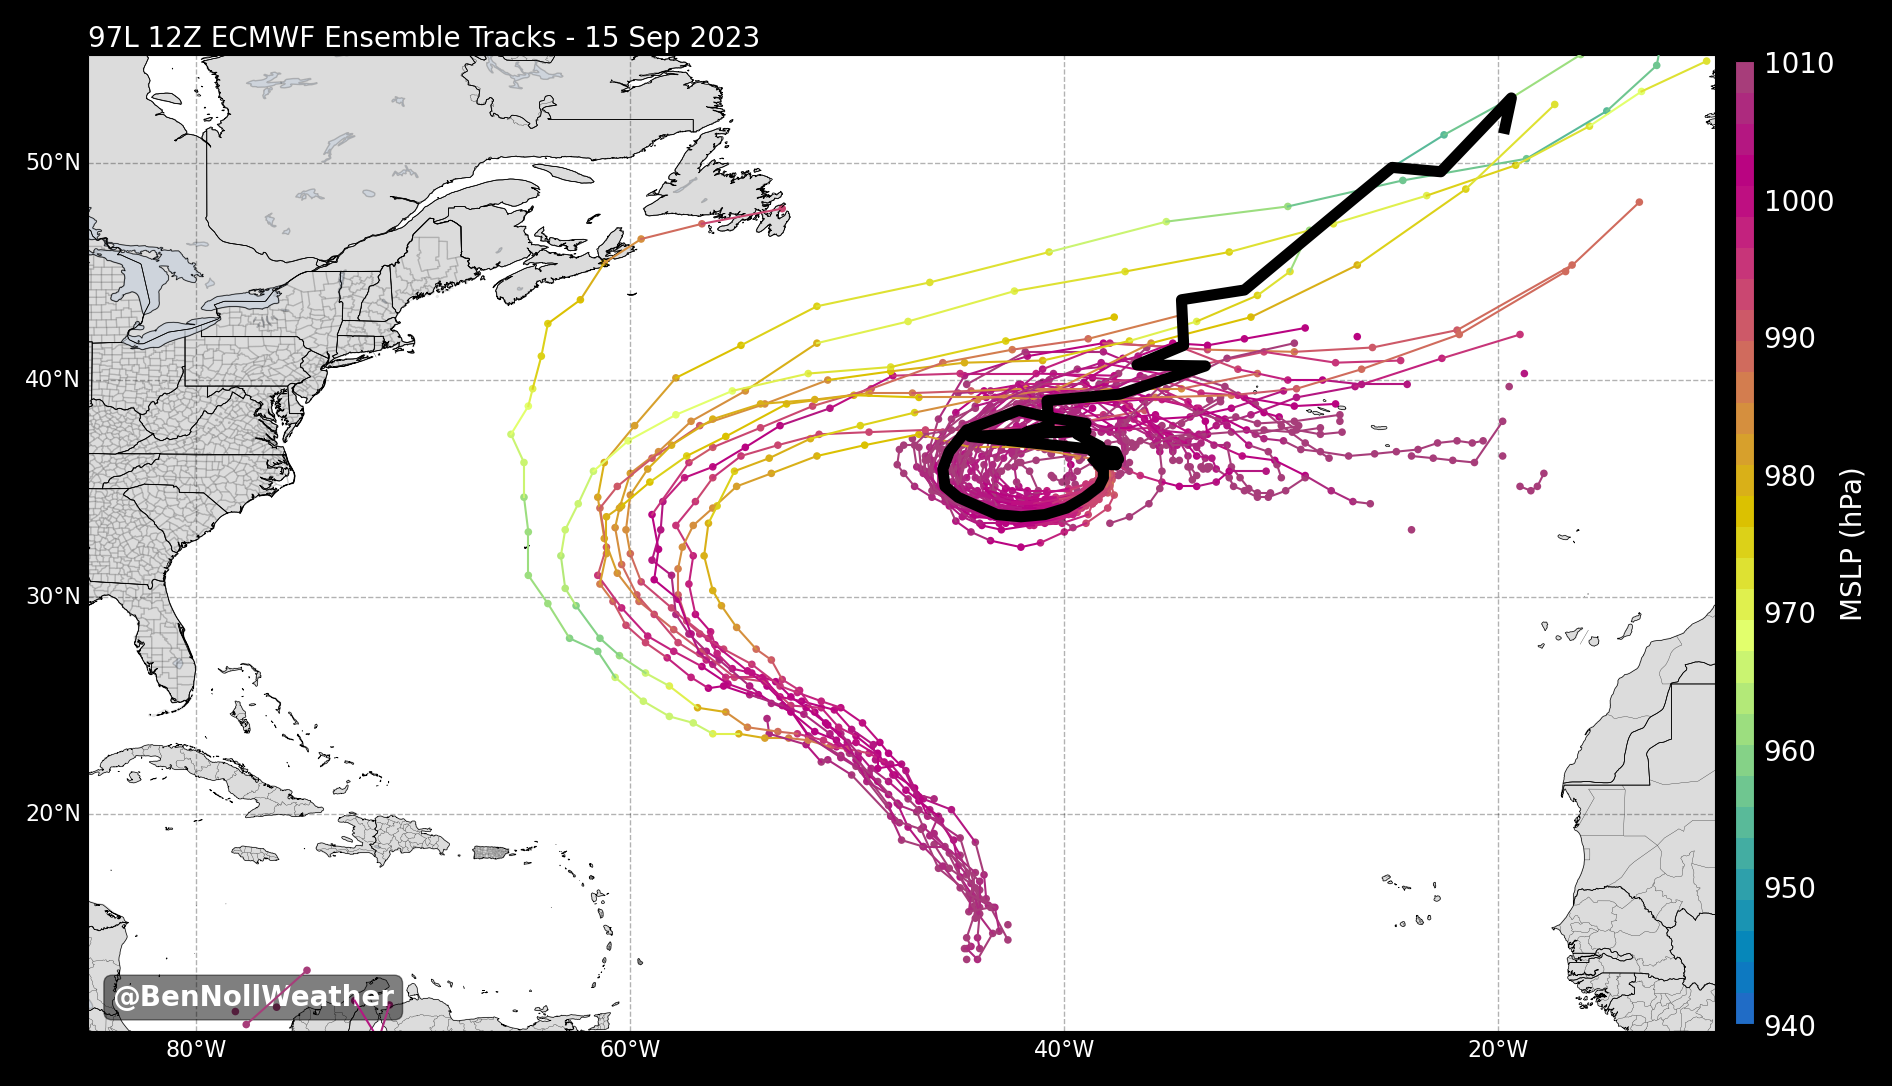 97L 12Z ECMWF Ensemble Tracks - 15 Sep 2023
50°N
40°N
30°N
20°N
80°W
60°W
40°W
20°W
1010
1000
990
980
970
960
950
940
MSLP (hPa)
@BenNollWeather